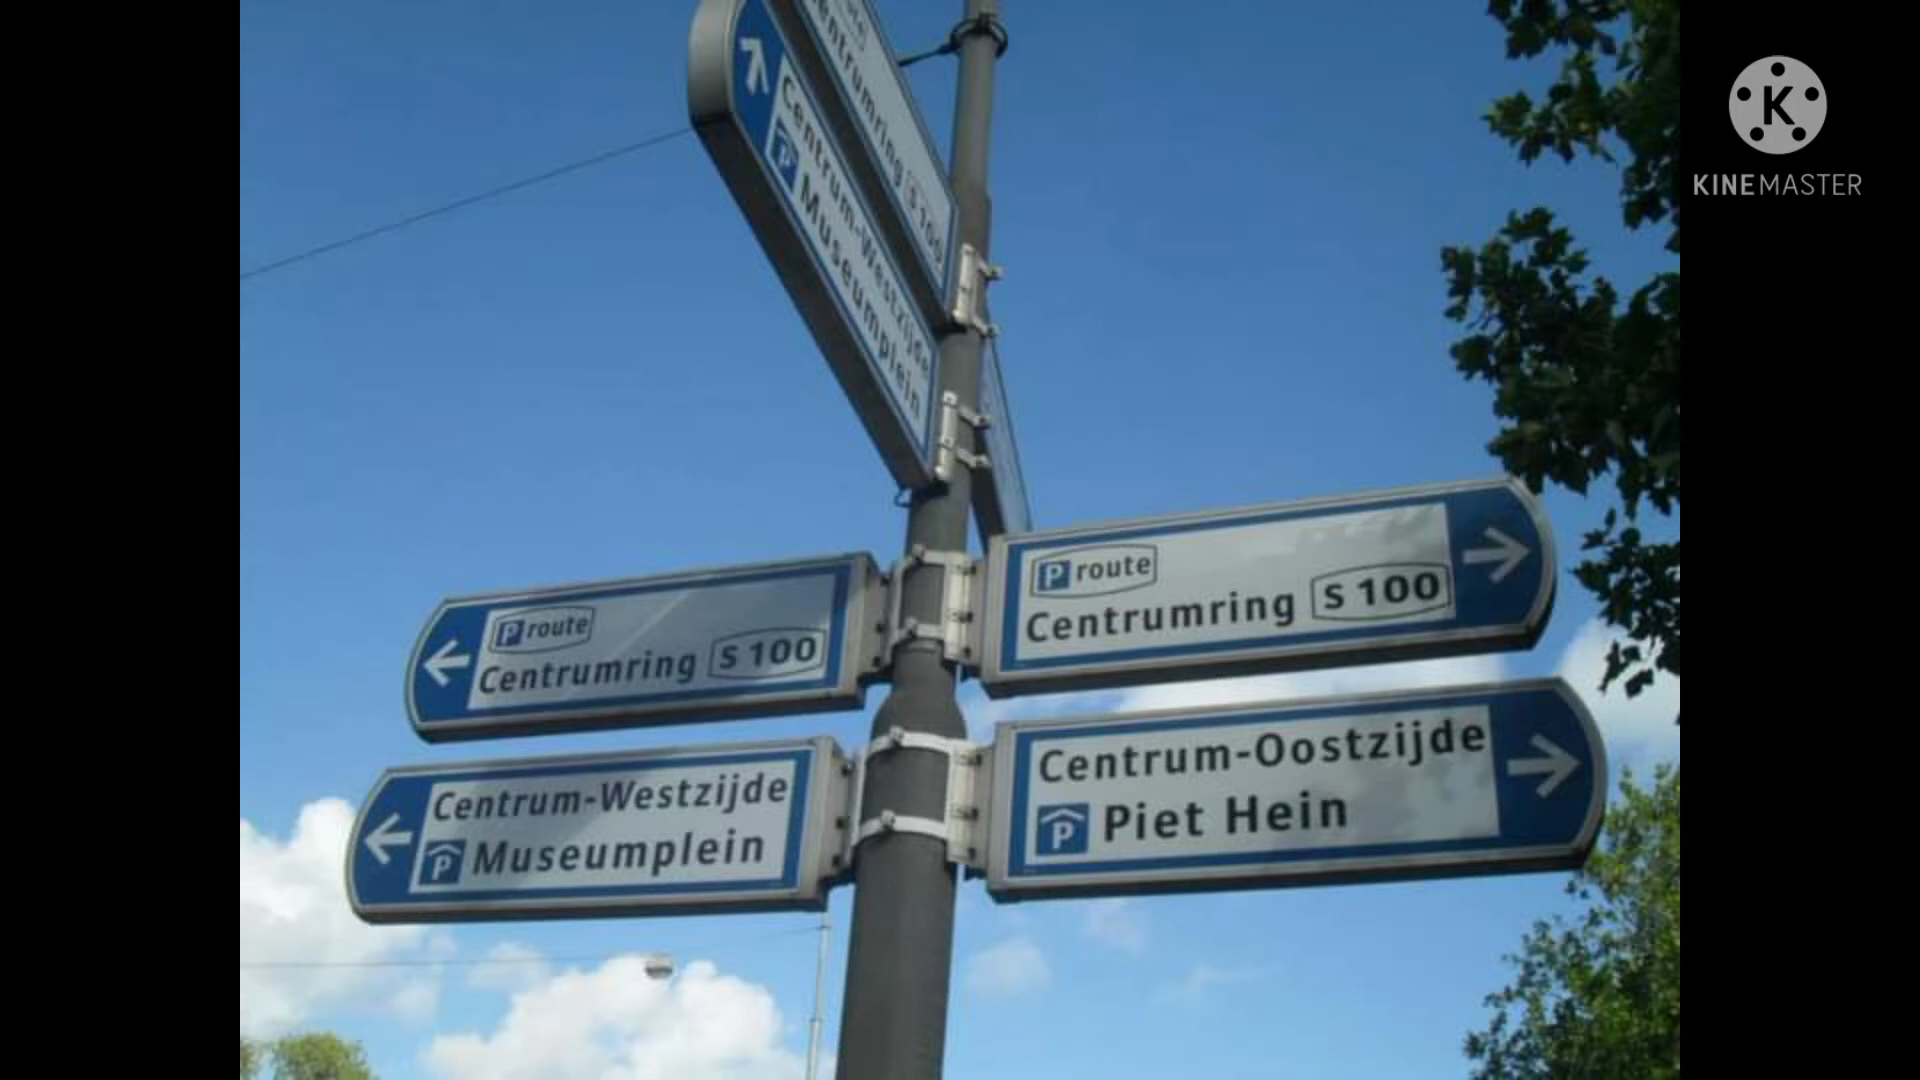 Centrumring S 100
Centrum-Westzijde
P Museumplein
P route
Centrumring S 100
P route
Centrumring S 100
Centrum-Westzijde
P Museumplein
Centrum-Oostzijde
P Piet Hein
K
KINEMASTER